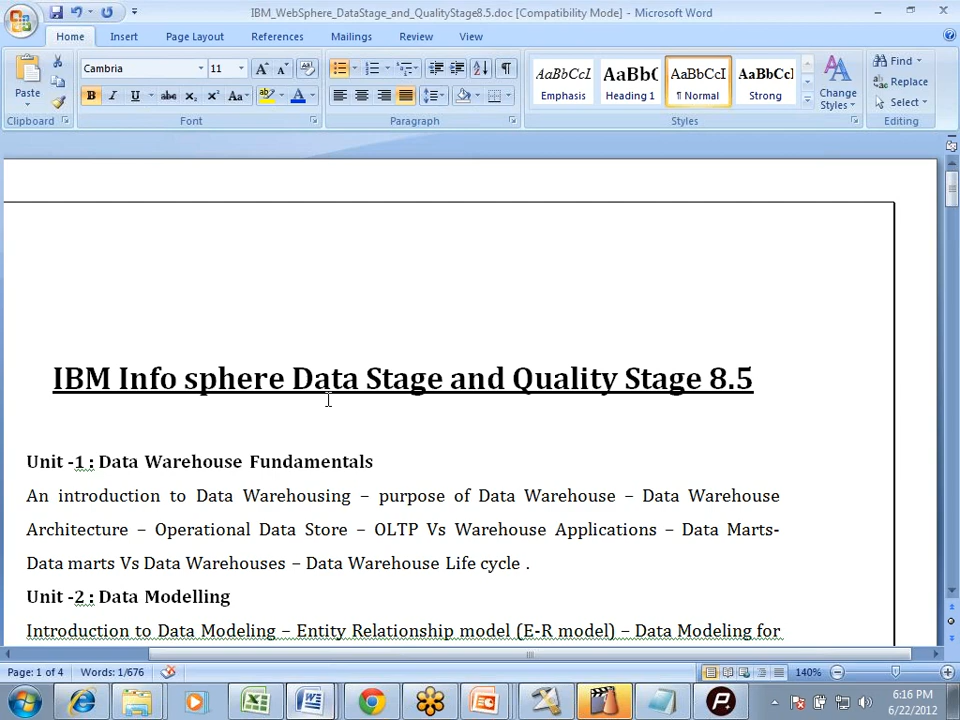 IBM_WebSphere_DataStage_and_QualityStage8.5.doc [Compatibility Mode] - Microsoft Word
Home Insert Page Layout References Mailings Review View
Paste
Clipboard
Cambria 11
B I U abc X₂ X² Aa
Font
Paragraph
AaBbCcI AaBbC AaBbCcI AaBbCc
Emphasis Heading 1 ¶ Normal Strong
Change Styles
Styles
Find
Replace
Select
Editing
IBM Info sphere Data Stage and Quality Stage 8.5
Unit -1 : Data Warehouse Fundamentals
An introduction to Data Warehousing – purpose of Data Warehouse – Data Warehouse
Architecture – Operational Data Store – OLTP Vs Warehouse Applications – Data Marts-
Data marts Vs Data Warehouses – Data Warehouse Life cycle .
Unit -2 : Data Modelling
Introduction to Data Modeling – Entity Relationship model (E-R model) – Data Modeling for
Page: 1 of 4 Words: 1/676 140%
6:16 PM
6/22/2012